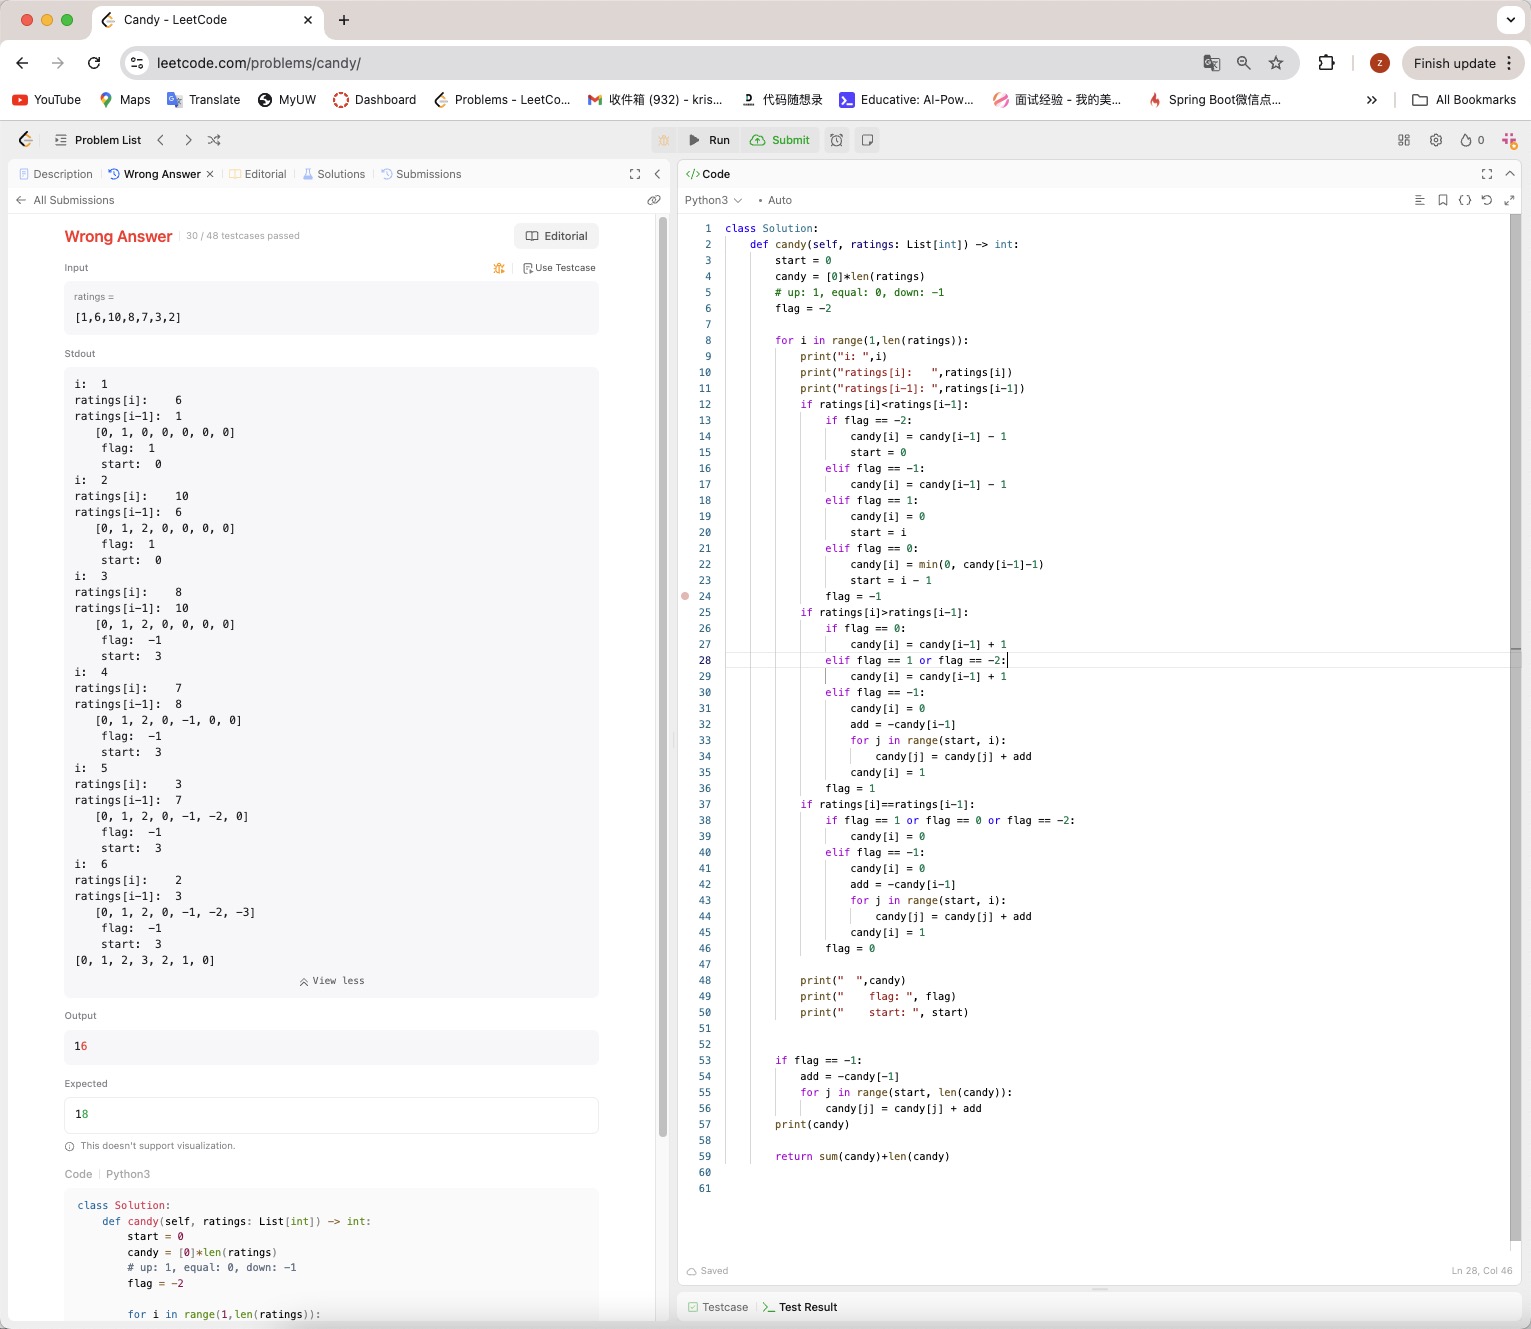 Candy - LeetCode
leetcode.com/problems/candy/
Z
Finish update
YouTube
Maps
Translate
MyUW
Dashboard
Problems - LeetCo...
收件箱 (932) - kris...
代码随想录
Educative: AI-Pow...
面试经验 - 我的美...
Spring Boot微信点...
All Bookmarks
Problem List
Run
Submit
0
Description
Wrong Answer
Editorial
Solutions
Submissions
All Submissions
Wrong Answer
30 / 48 testcases passed
Editorial
Input
Use Testcase
ratings =
[1,6,10,8,7,3,2]
Stdout
i:  1
ratings[i]:    6
ratings[i-1]:  1
   [0, 1, 0, 0, 0, 0, 0]
    flag:  1
    start:  0
i:  2
ratings[i]:    10
ratings[i-1]:  6
   [0, 1, 2, 0, 0, 0, 0]
    flag:  1
    start:  0
i:  3
ratings[i]:    8
ratings[i-1]:  10
   [0, 1, 2, 0, 0, 0, 0]
    flag:  -1
    start:  3
i:  4
ratings[i]:    7
ratings[i-1]:  8
   [0, 1, 2, 0, -1, 0, 0]
    flag:  -1
    start:  3
i:  5
ratings[i]:    3
ratings[i-1]:  7
   [0, 1, 2, 0, -1, -2, 0]
    flag:  -1
    start:  3
i:  6
ratings[i]:    2
ratings[i-1]:  3
   [0, 1, 2, 0, -1, -2, -3]
    flag:  -1
    start:  3
[0, 1, 2, 3, 2, 1, 0]
View less
Output
16
Expected
18
This doesn't support visualization.
Code | Python3
class Solution:
    def candy(self, ratings: List[int]) -> int:
        start = 0
        candy = [0]*len(ratings)
        # up: 1, equal: 0, down: -1
        flag = -2
        for i in range(1,len(ratings)):
Code
Python3
Auto
1 class Solution:
2     def candy(self, ratings: List[int]) -> int:
3         start = 0
4         candy = [0]*len(ratings)
5         # up: 1, equal: 0, down: -1
6         flag = -2
7
8         for i in range(1,len(ratings)):
9             print("i: ",i)
10             print("ratings[i]:   ",ratings[i])
11             print("ratings[i-1]: ",ratings[i-1])
12             if ratings[i]<ratings[i-1]:
13                 if flag == -2:
14                     candy[i] = candy[i-1] - 1
15                     start = 0
16                 elif flag == -1:
17                     candy[i] = candy[i-1] - 1
18                 elif flag == 1:
19                     candy[i] = 0
20                     start = i
21                 elif flag == 0:
22                     candy[i] = min(0, candy[i-1]-1)
23                     start = i - 1
24                 flag = -1
25             if ratings[i]>ratings[i-1]:
26                 if flag == 0:
27                     candy[i] = candy[i-1] + 1
28                 elif flag == 1 or flag == -2:
29                     candy[i] = candy[i-1] + 1
30                 elif flag == -1:
31                     candy[i] = 0
32                     add = -candy[i-1]
33                     for j in range(start, i):
34                         candy[j] = candy[j] + add
35                     candy[i] = 1
36                 flag = 1
37             if ratings[i]==ratings[i-1]:
38                 if flag == 1 or flag == 0 or flag == -2:
39                     candy[i] = 0
40                 elif flag == -1:
41                     candy[i] = 0
42                     add = -candy[i-1]
43                     for j in range(start, i):
44                         candy[j] = candy[j] + add
45                     candy[i] = 1
46                 flag = 0
47
48             print("  ",candy)
49             print("    flag: ", flag)
50             print("    start: ", start)
51
52
53         if flag == -1:
54             add = -candy[-1]
55             for j in range(start, len(candy)):
56                 candy[j] = candy[j] + add
57         print(candy)
58
59         return sum(candy)+len(candy)
60
61
Saved
Ln 28, Col 46
Testcase
Test Result